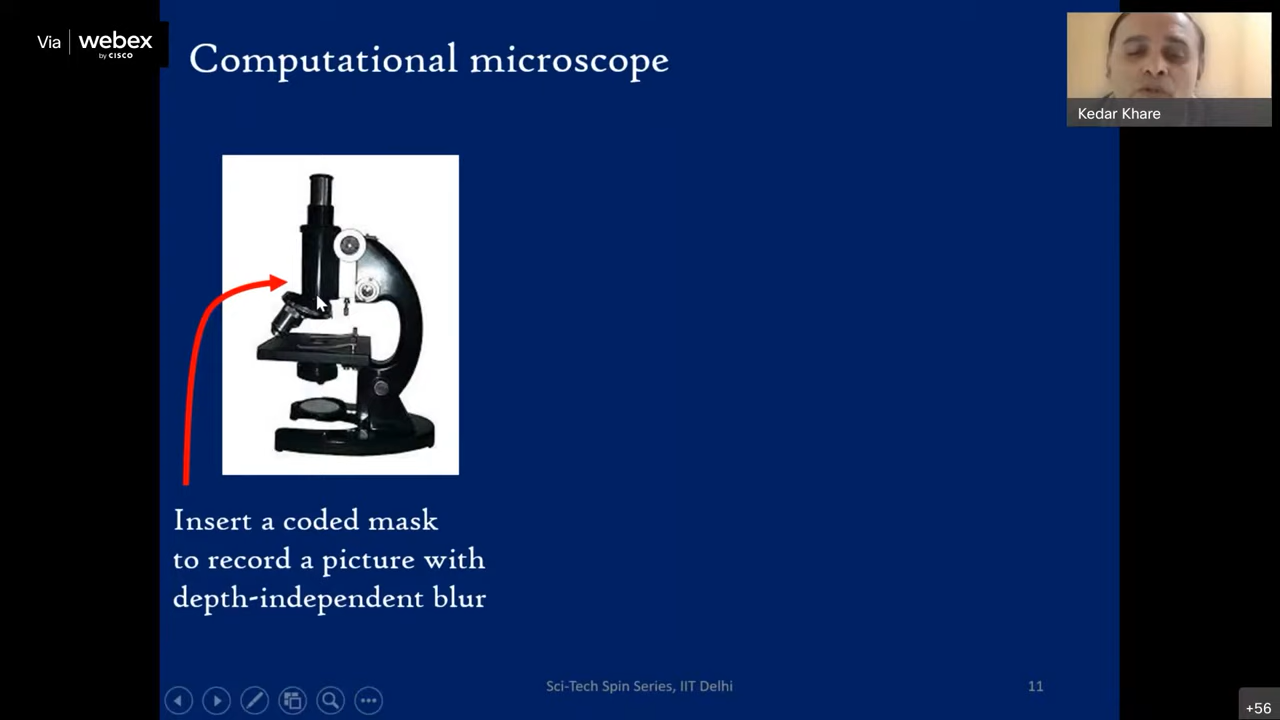 Via webex
by CISCO
Computational microscope
Kedar Khare
Insert a coded mask
to record a picture with
depth-independent blur
Sci-Tech Spin Series, IIT Delhi
11
+56